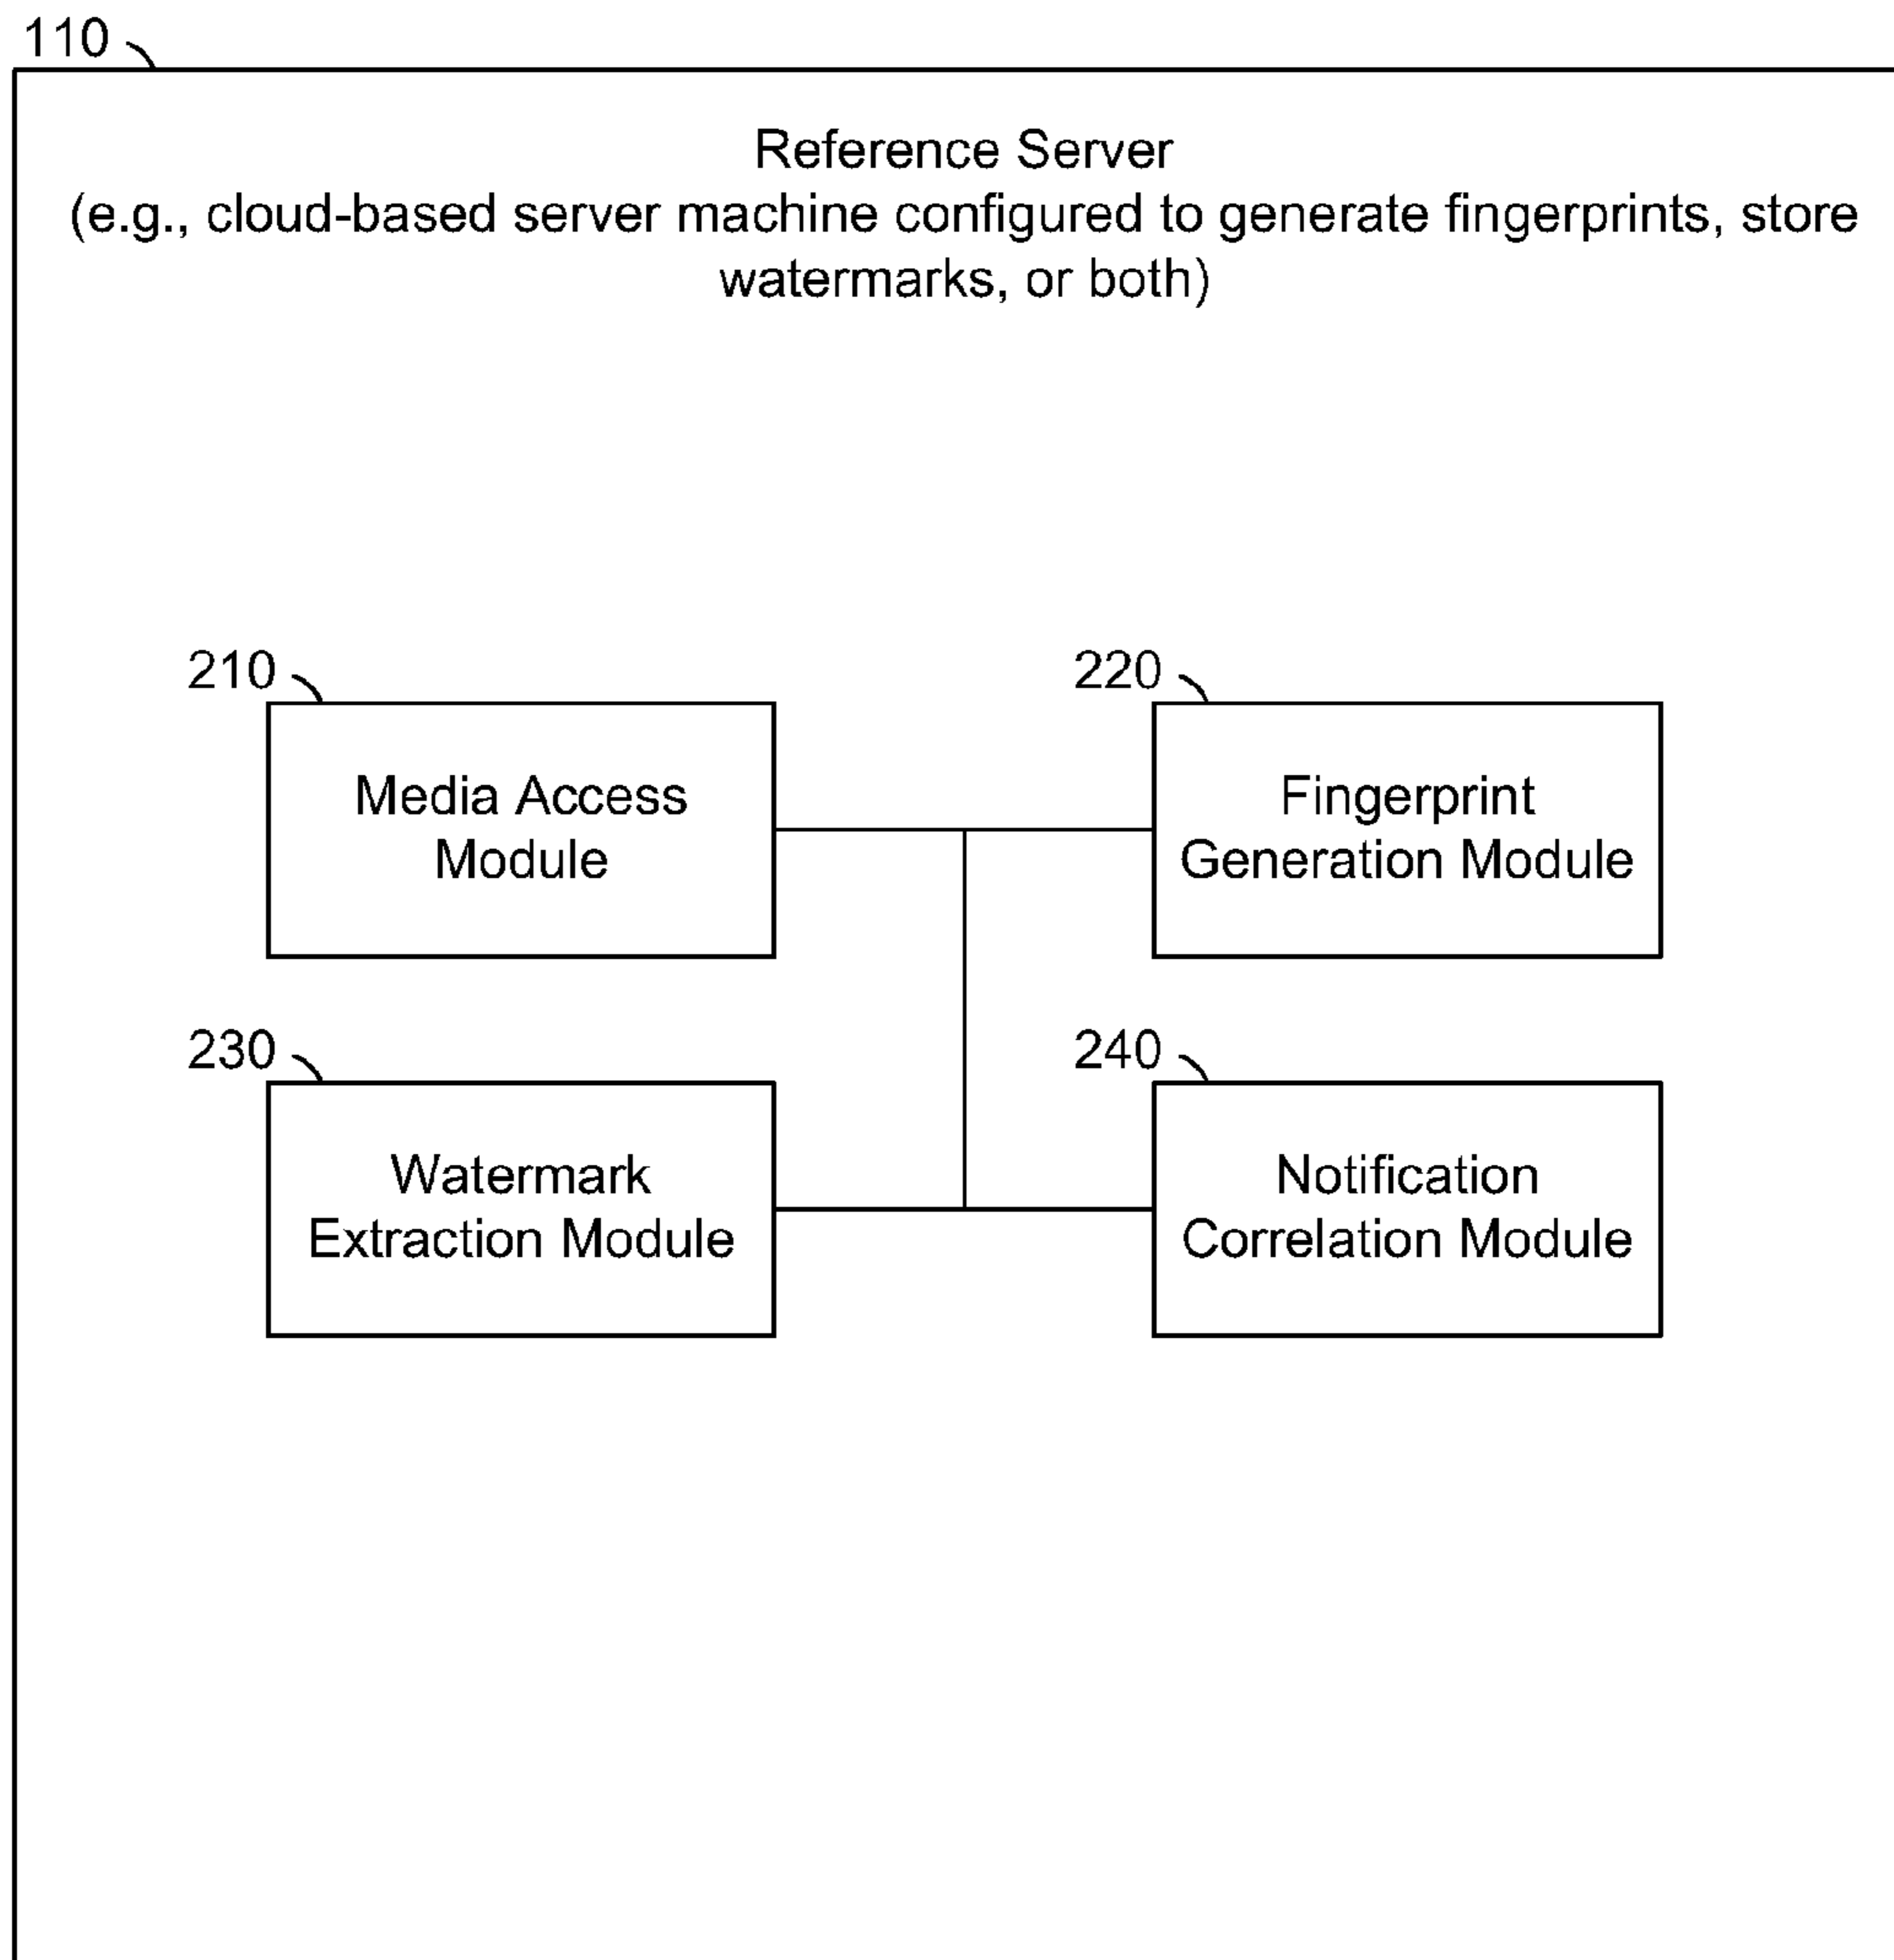 110
Reference Server
(e.g., cloud-based server machine configured to generate fingerprints, store
watermarks, or both)
210
Media Access
Module
220
Fingerprint
Generation Module
230
Watermark
Extraction Module
240
Notification
Correlation Module